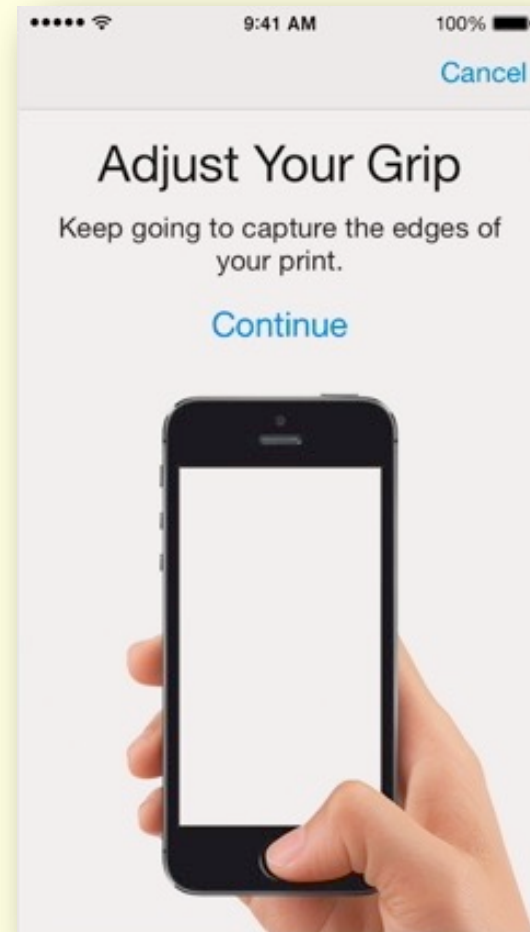 9:41 AM 100%
Cancel
Adjust Your Grip
Keep going to capture the edges of
your print.
Continue